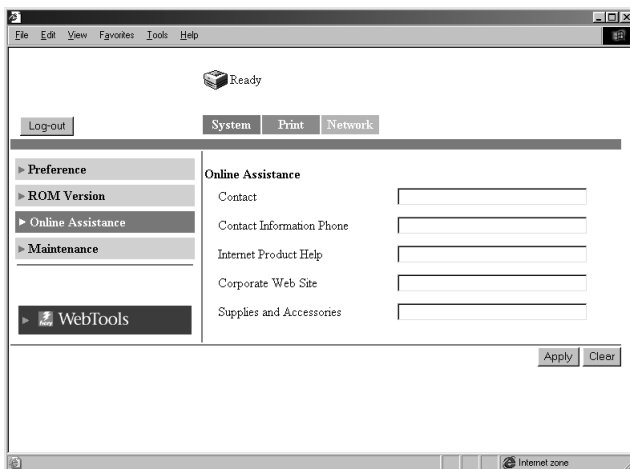 File Edit View Favorites Tools Help
Ready
Log-out
System Print Network
Preference
ROM Version
Online Assistance
Maintenance
WebTools
Online Assistance
Contact
Contact Information Phone
Internet Product Help
Corporate Web Site
Supplies and Accessories
Apply Clear
Internet zone